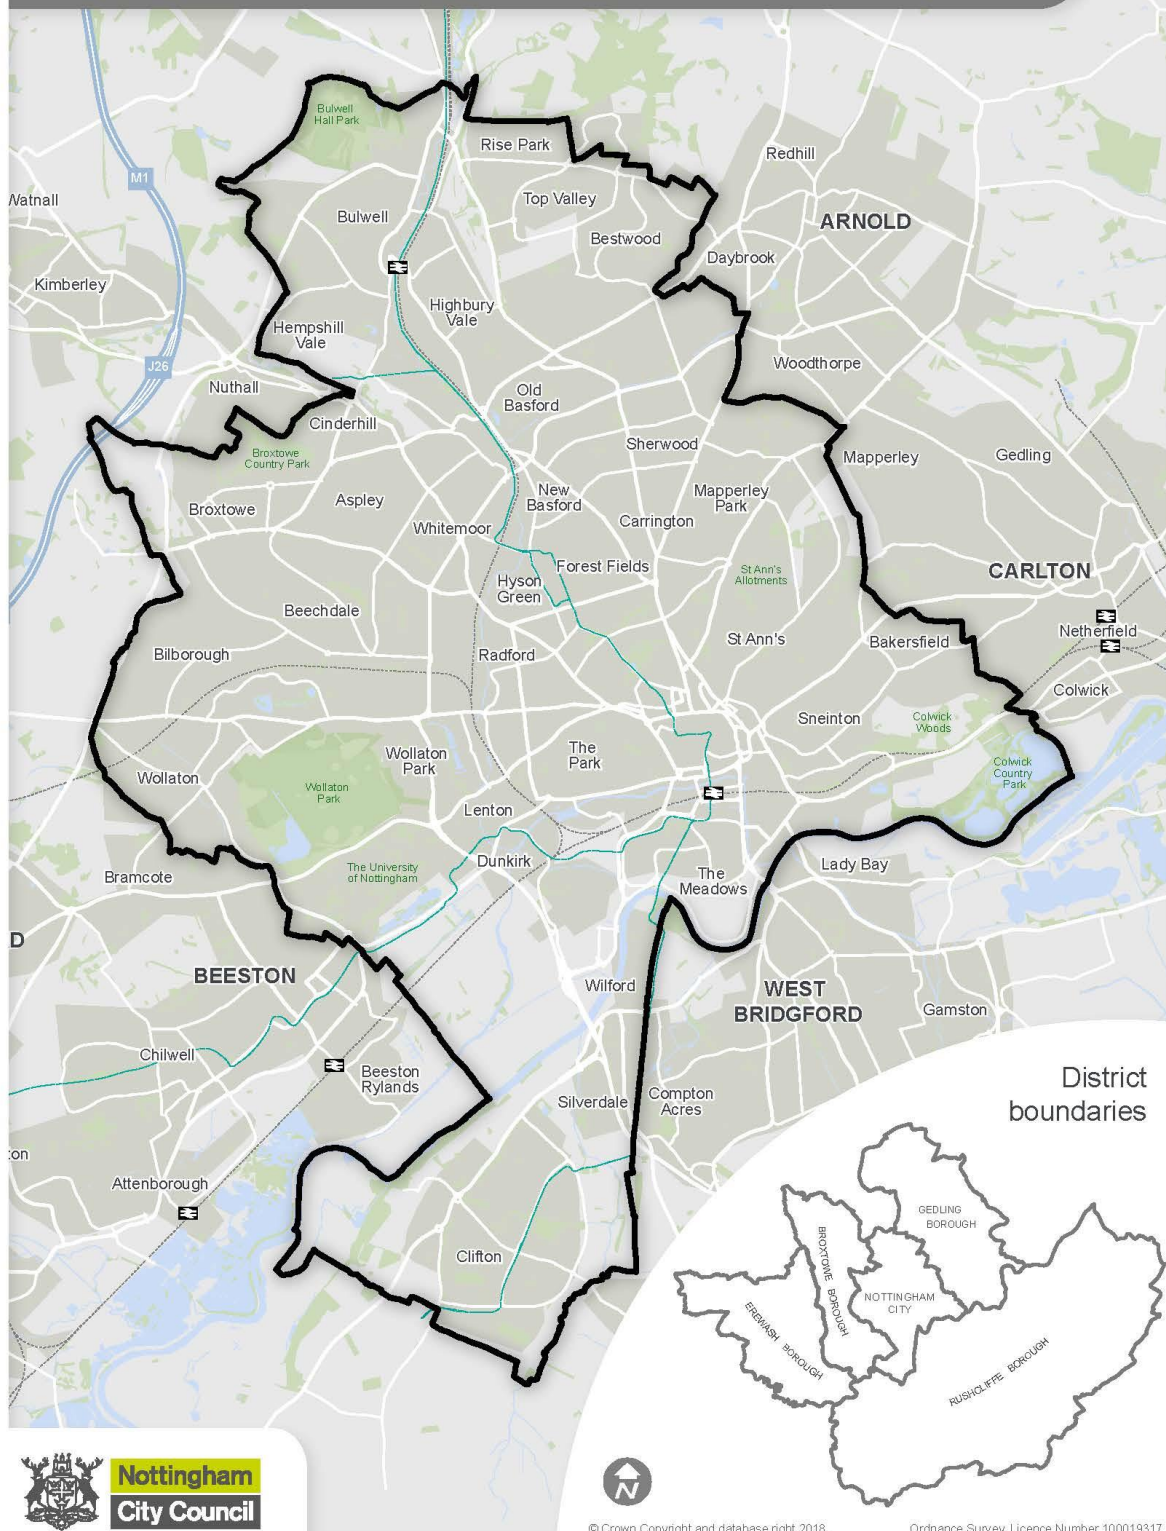 Bulwell
Hall Park
Rise Park
Redhill
M1
Top Valley
Watnall
Bulwell
ARNOLD
Bestwood
Daybrook
Kimberley
Highbury
Vale
Hempshill
Vale
J26
Woodthorpe
Nuthall
Old
Basford
Cinderhill
Sherwood
Broxtowe
Country Park
Mapperley
Gedling
New
Basford
Mapperley
Park
Aspley
Broxtowe
Whitemoor
Carrington
Forest Fields
St Ann's
Allotments
CARLTON
Hyson
Green
Beechdale
Netherfield
St Ann's
Bakersfield
Bilborough
Radford
Colwick
Sneinton
Colwick
Woods
Wollaton
Park
The
Park
Wollaton
Colwick
Country
Park
Wollaton
Park
Lenton
Dunkirk
Lady Bay
The University
of Nottingham
Bramcote
The
Meadows
D
BEESTON
Wilford
WEST
BRIDGFORD
Gamston
Chilwell
Beeston
Rylands
Silverdale
Compton
Acres
ton
Attenborough
Clifton
District
boundaries
GEDLING
BOROUGH
BROXTOWE BOROUGH
NOTTINGHAM
CITY
EREWASH BOROUGH
RUSHCLIFFE BOROUGH
Nottingham
City Council
N
© Crown Copyright and database right 2018
Ordnance Survey, Licence Number 100019317